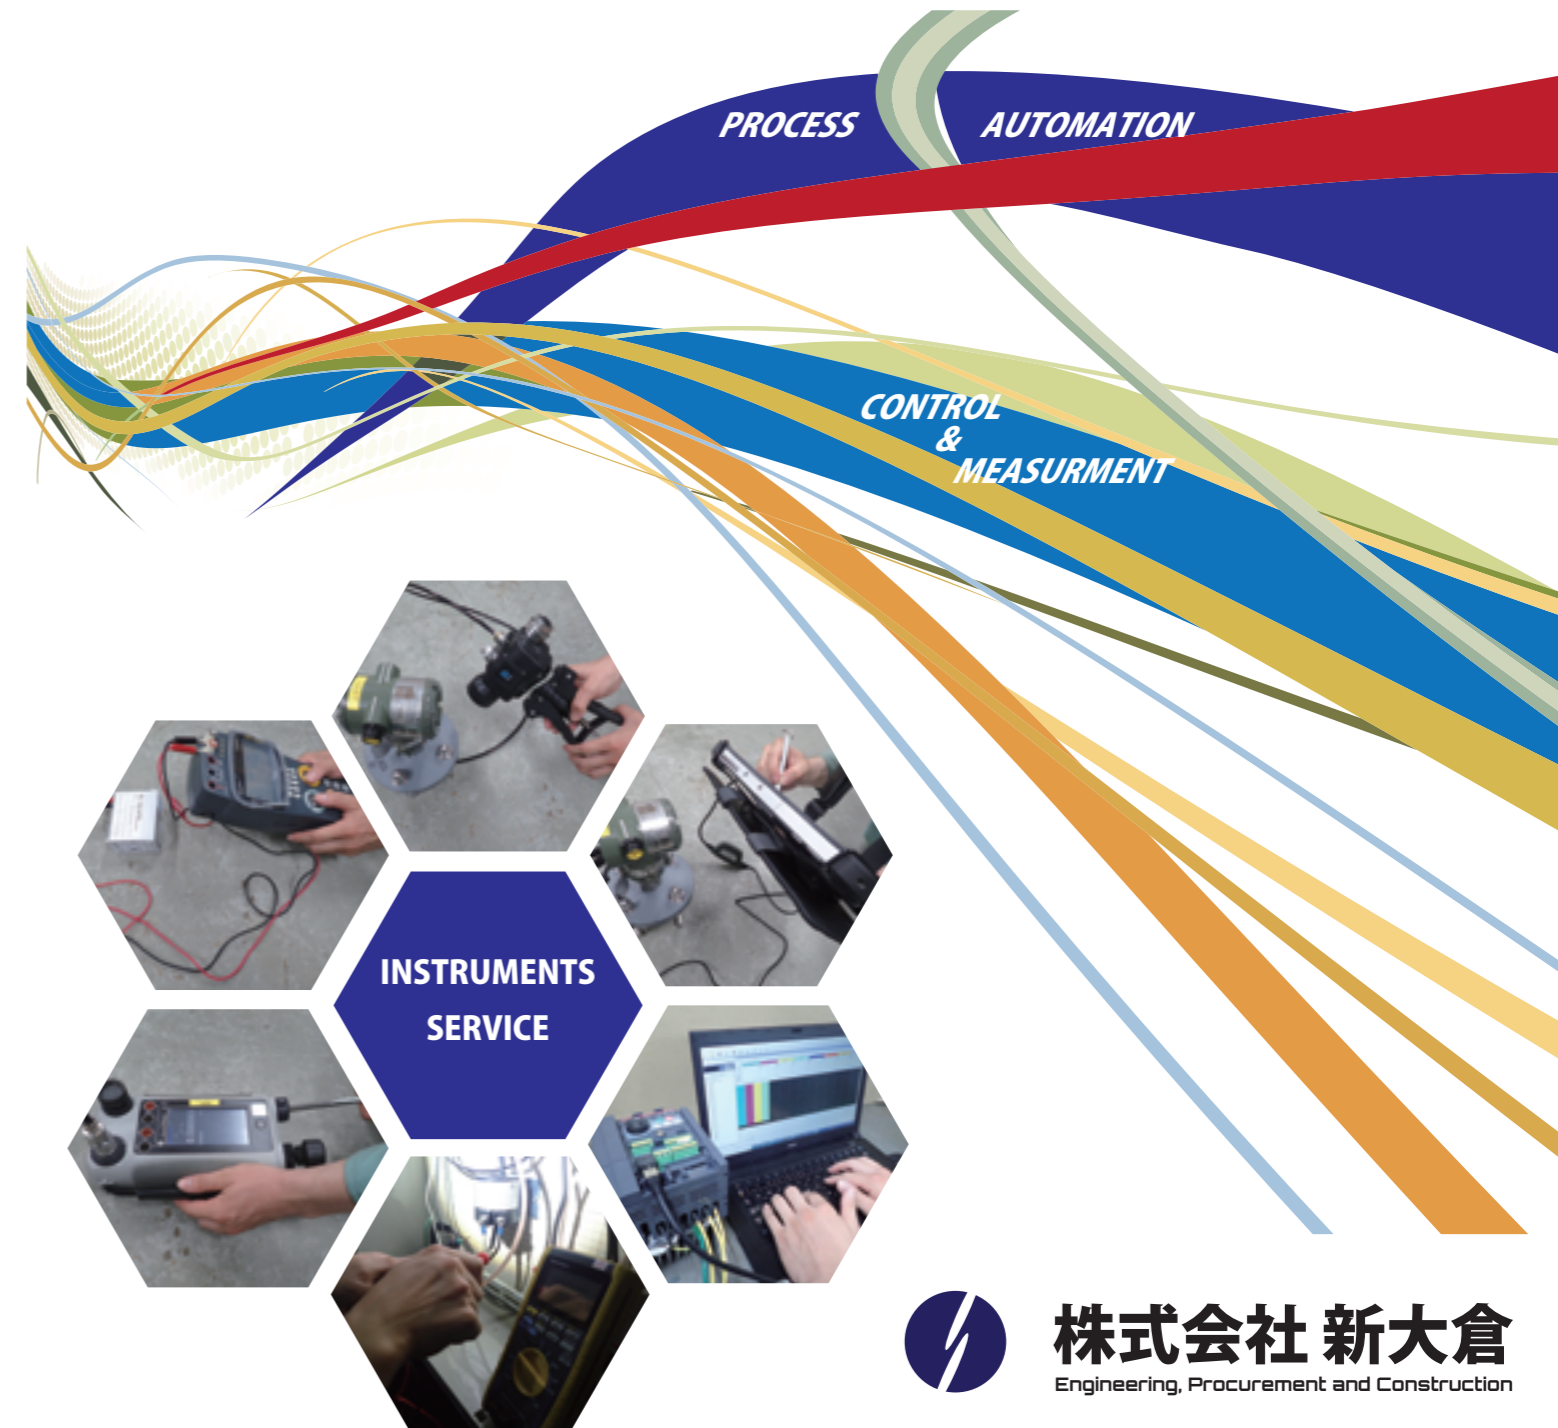 PROCESS AUTOMATION
CONTROL
&
MEASURMENT
INSTRUMENTS
SERVICE
株式会社 新大倉
Engineering, Procurement and Construction